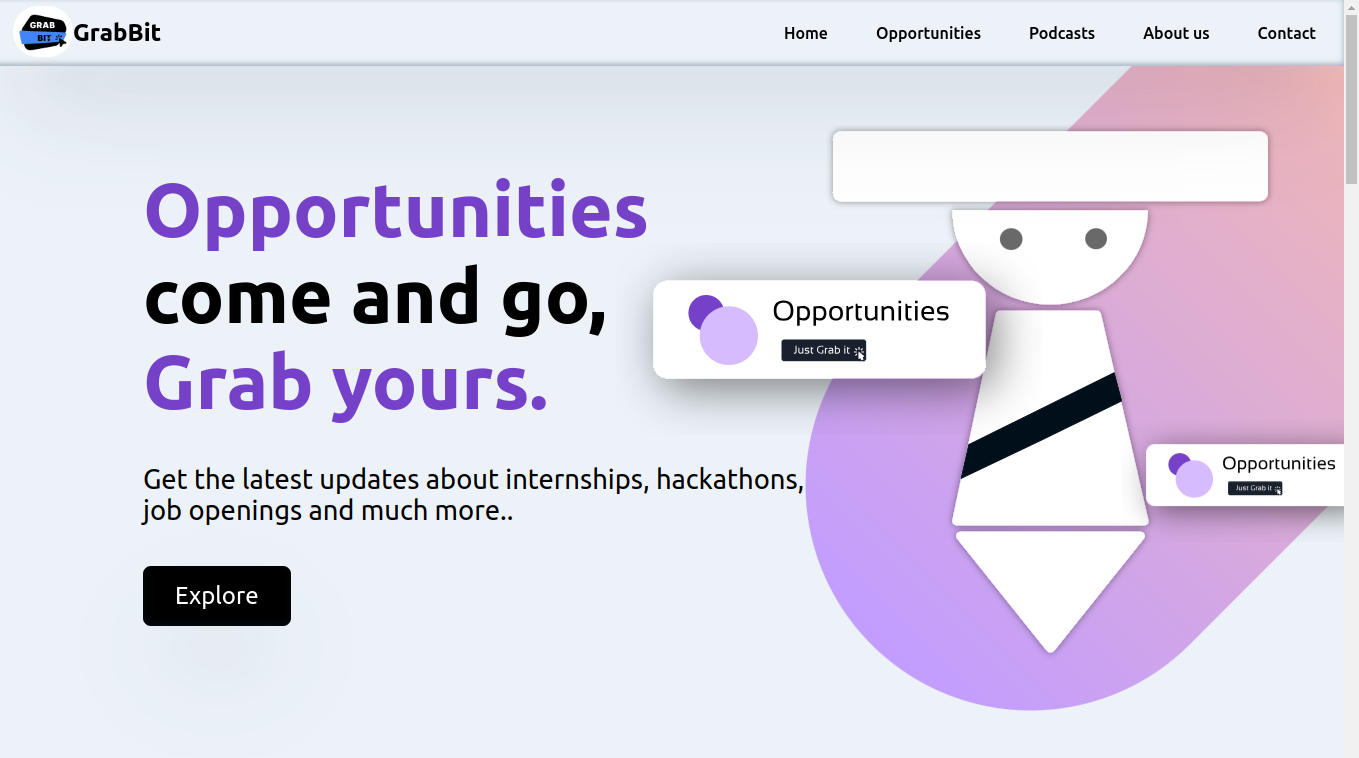 GRAB
BIT
GrabBit
Home
Opportunities
Podcasts
About us
Contact
Opportunities
come and go,
Grab yours.
Get the latest updates about internships, hackathons,
job openings and much more..
Explore
Opportunities
Just Grab it
Opportunities
Just Grab it